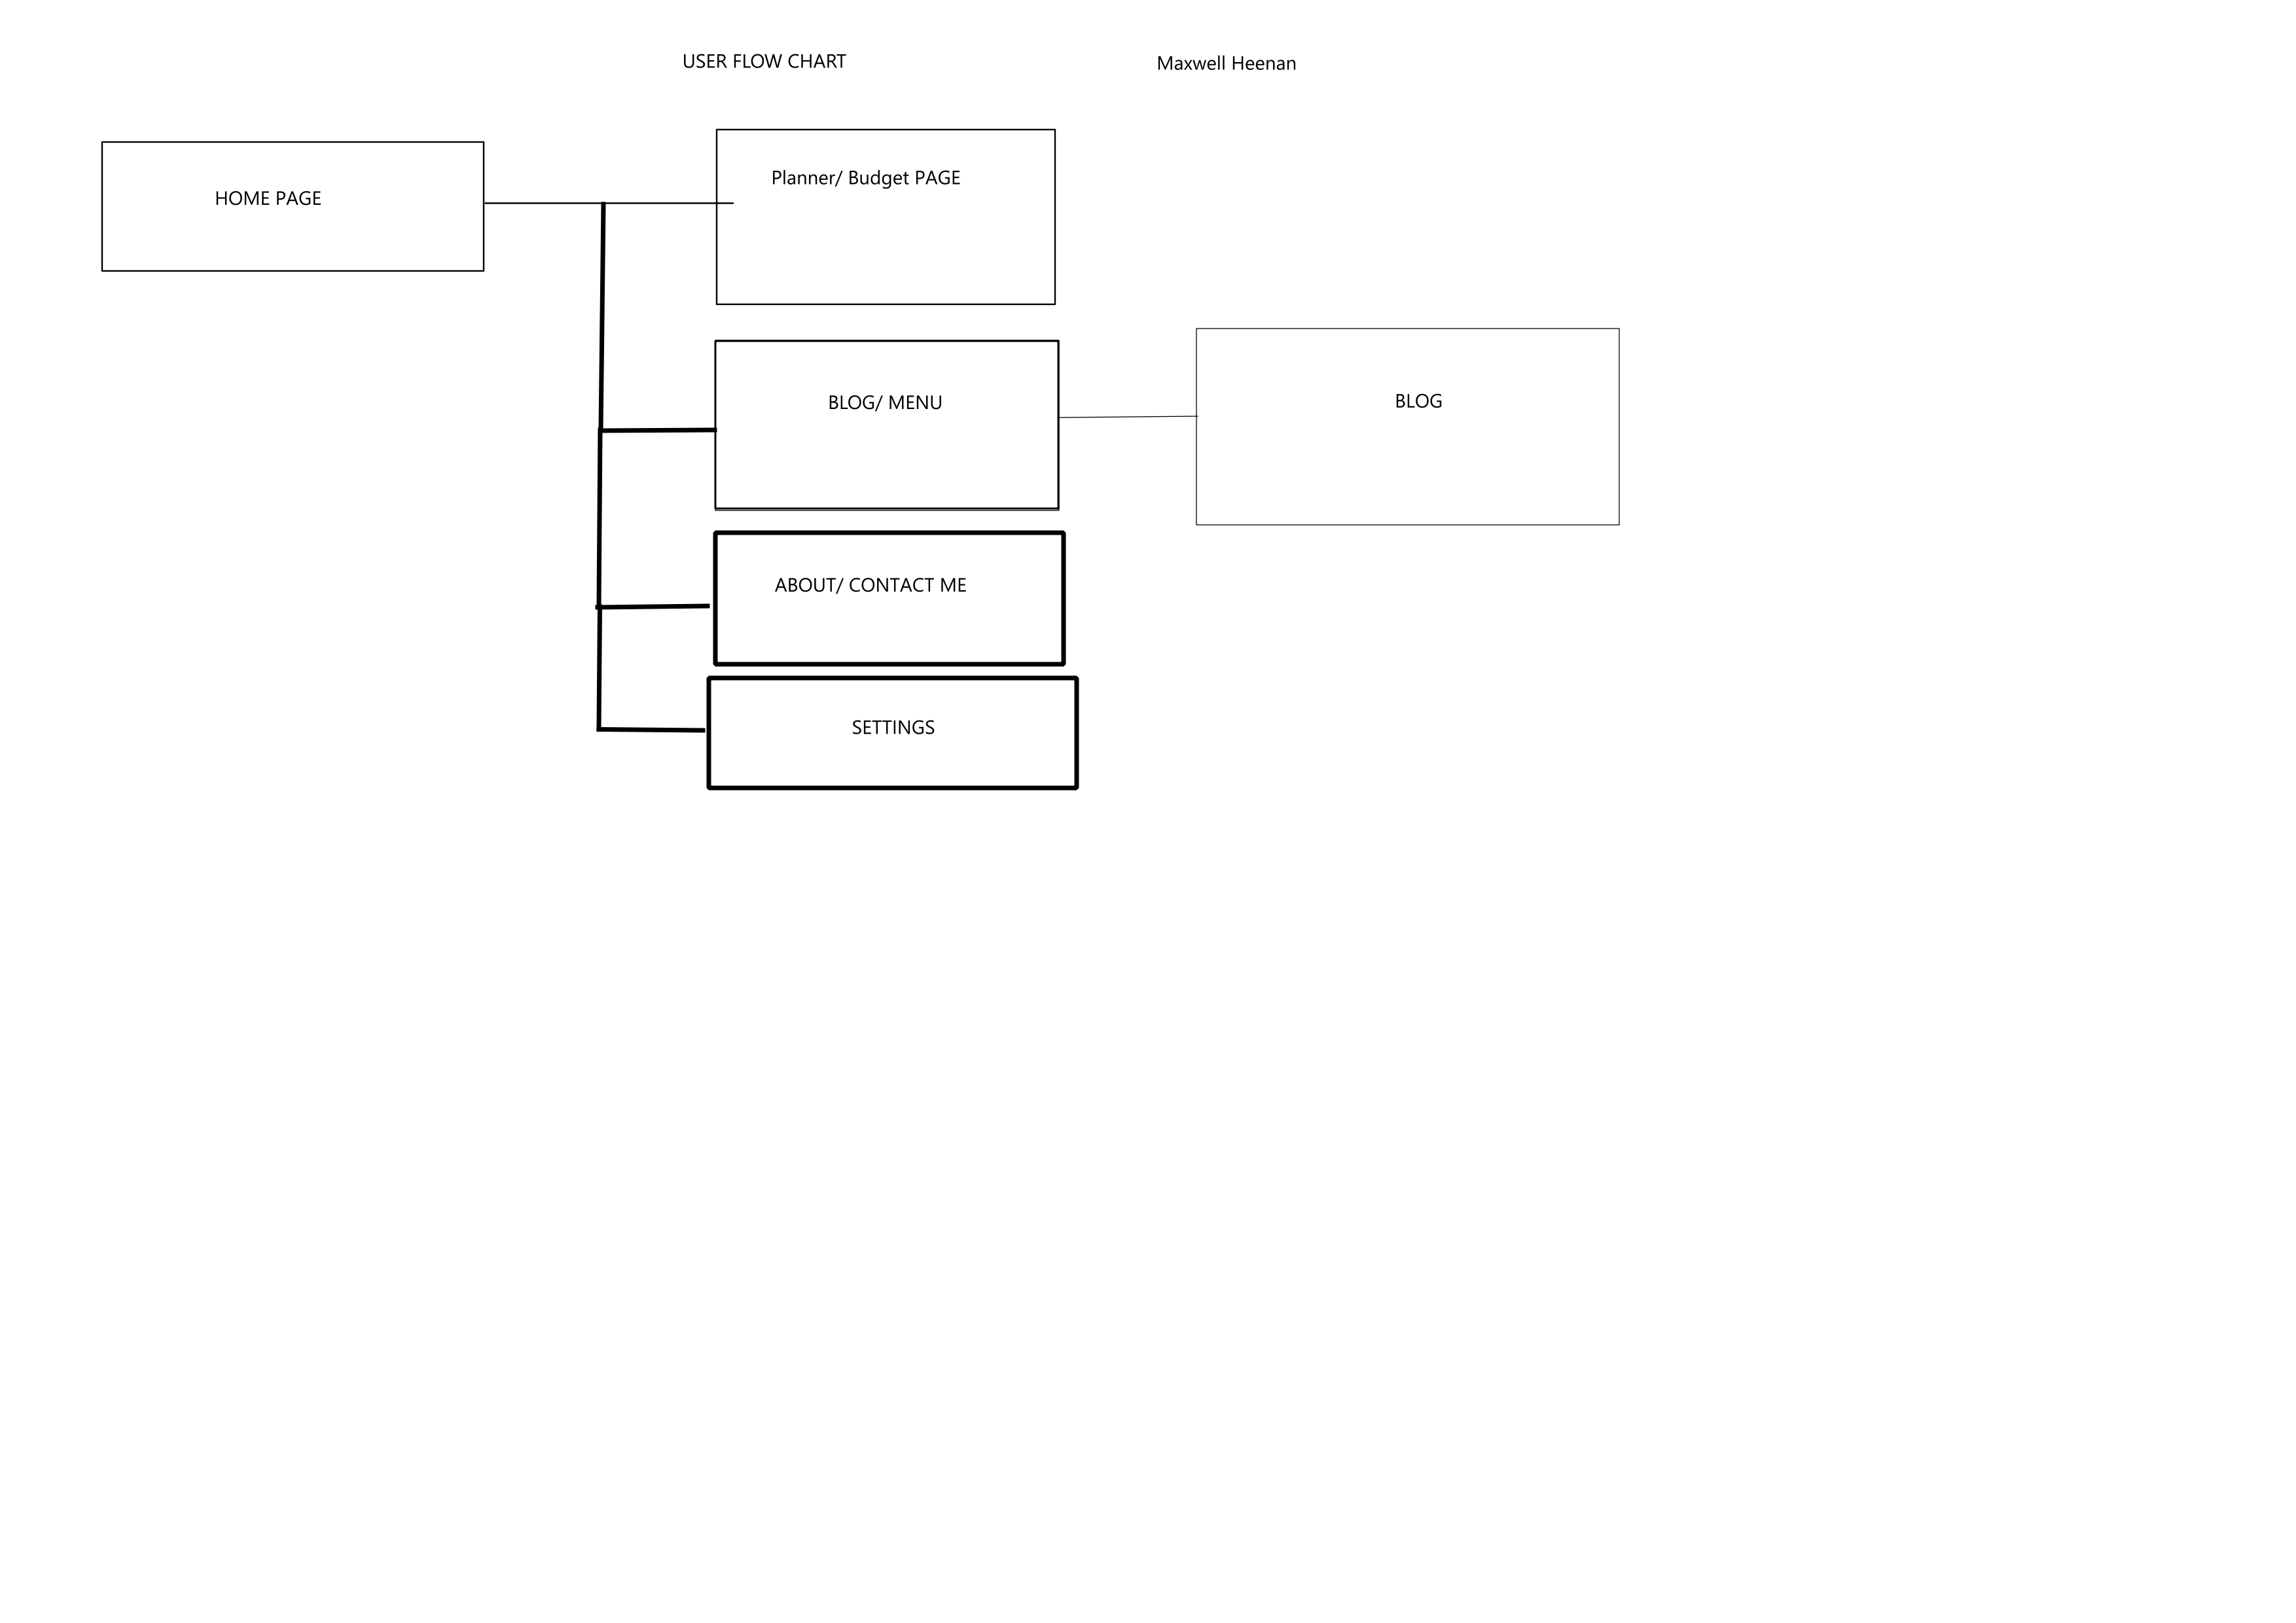 USER FLOW CHART
Maxwell Heenan
HOME PAGE
Planner/ Budget PAGE
BLOG/ MENU
BLOG
ABOUT/ CONTACT ME
SETTINGS